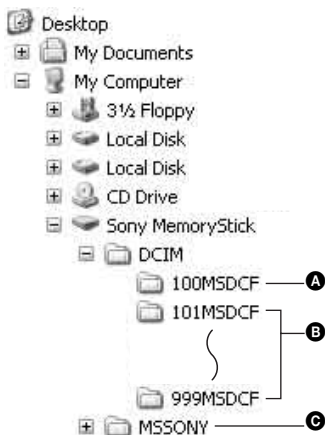 Desktop
My Documents
My Computer
3½ Floppy
Local Disk
Local Disk
CD Drive
Sony MemoryStick
DCIM
100MSDCF A
101MSDCF
B
999MSDCF
MSSONY C